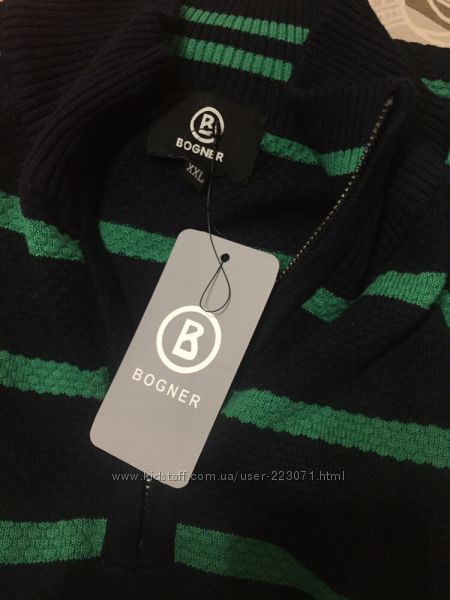 B
BOGNER
XXL
B
BOGNER
www.kidstaff.com.ua/user-223071.html